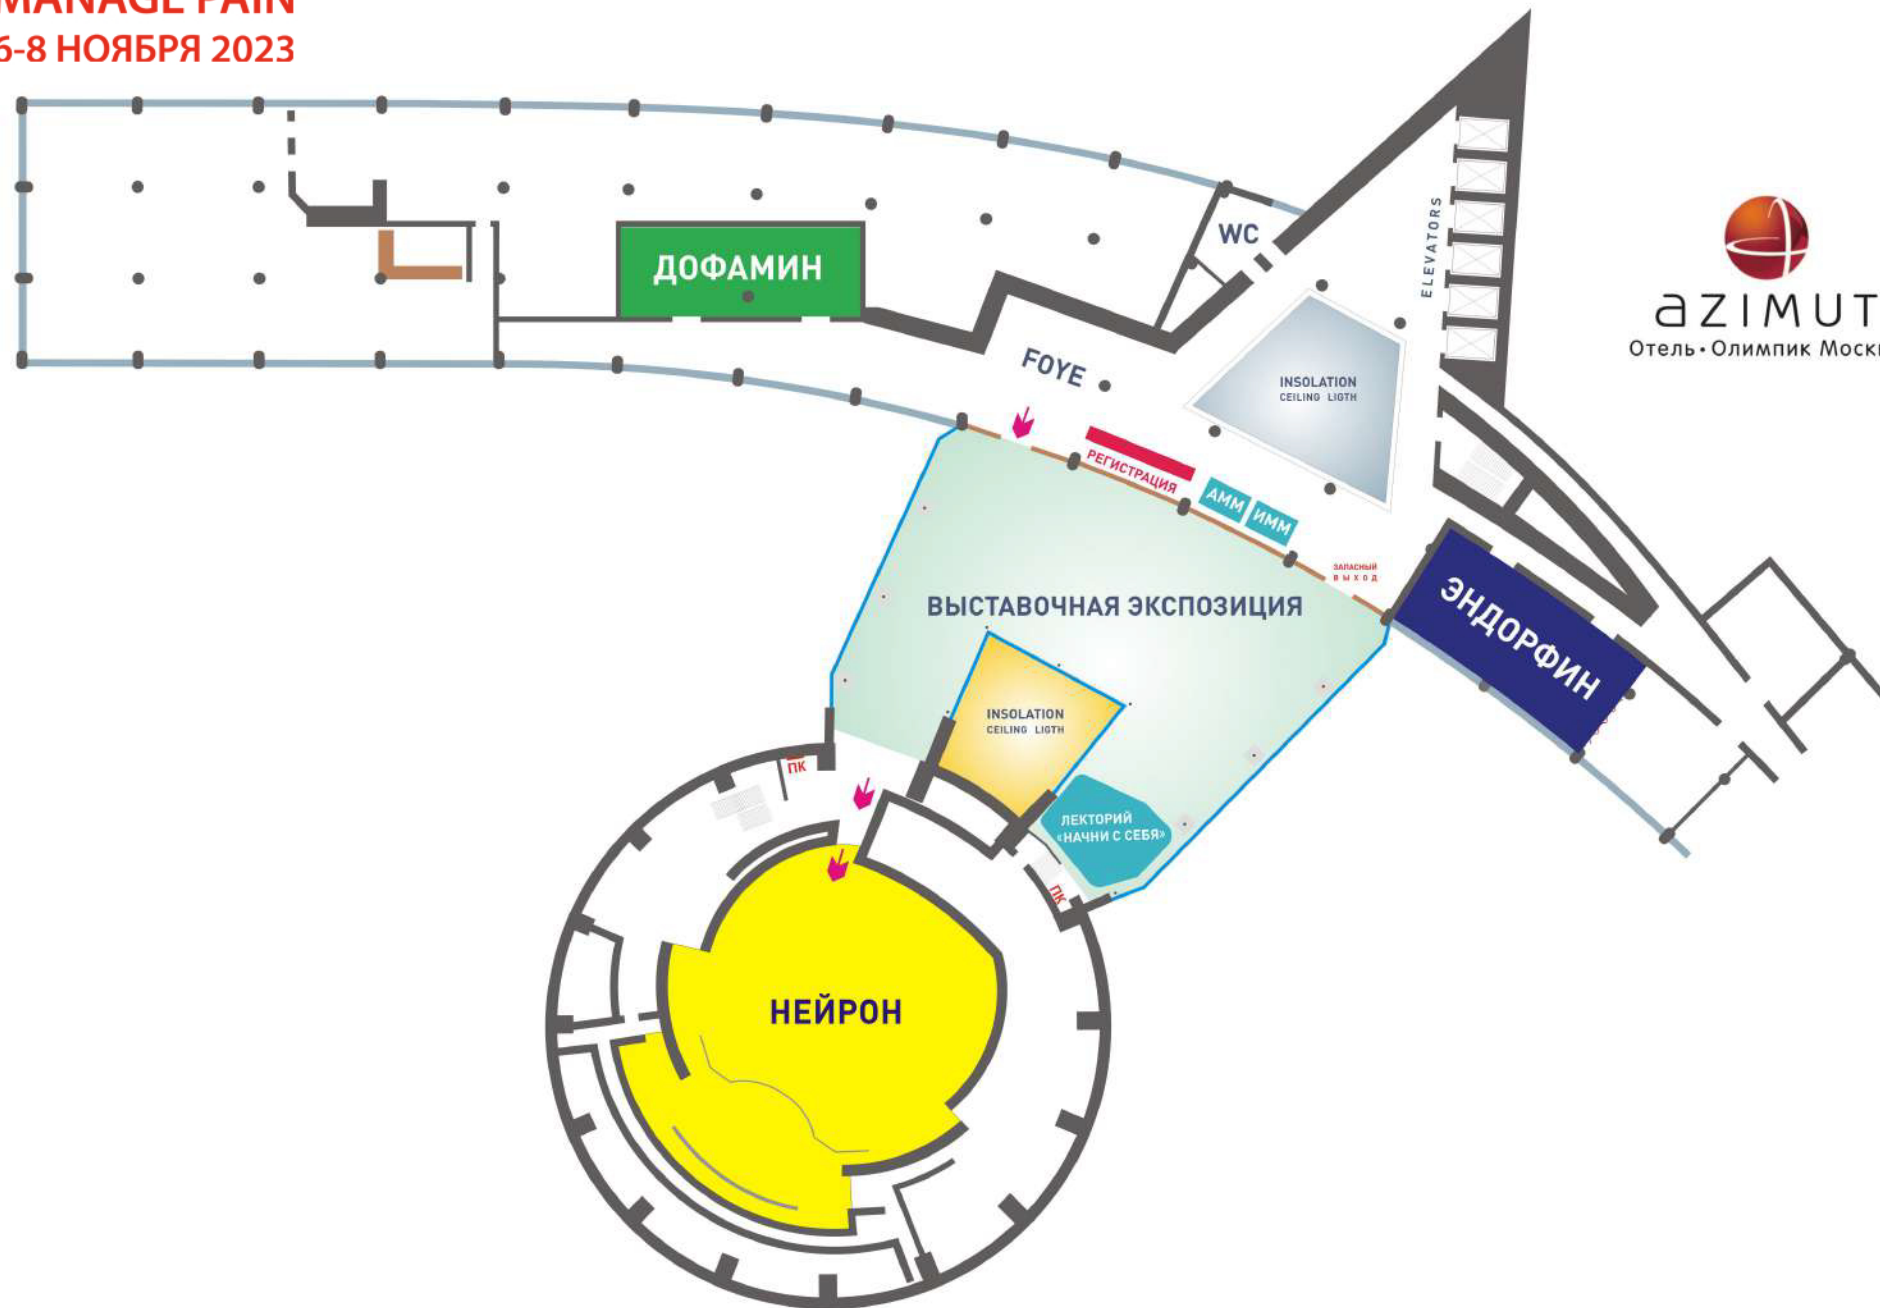 MANAGE PAIN
6-8 НОЯБРЯ 2023
WC
ELEVATORS
ДОФАМИН
FOYE
INSOLATION
CEILING LIGTH
azimut
Отель•Олимпик Моск
РЕГИСТРАЦИЯ
АММ
ИММ
ЗАПАСНЫЙ
ВЫХОД
ВЫСТАВОЧНАЯ ЭКСПОЗИЦИЯ
ЭНДОРФИН
INSOLATION
CEILING LIGTH
ПК
ЛЕКТОРИЙ
«НАЧНИ С СЕБЯ»
ПК
НЕЙРОН